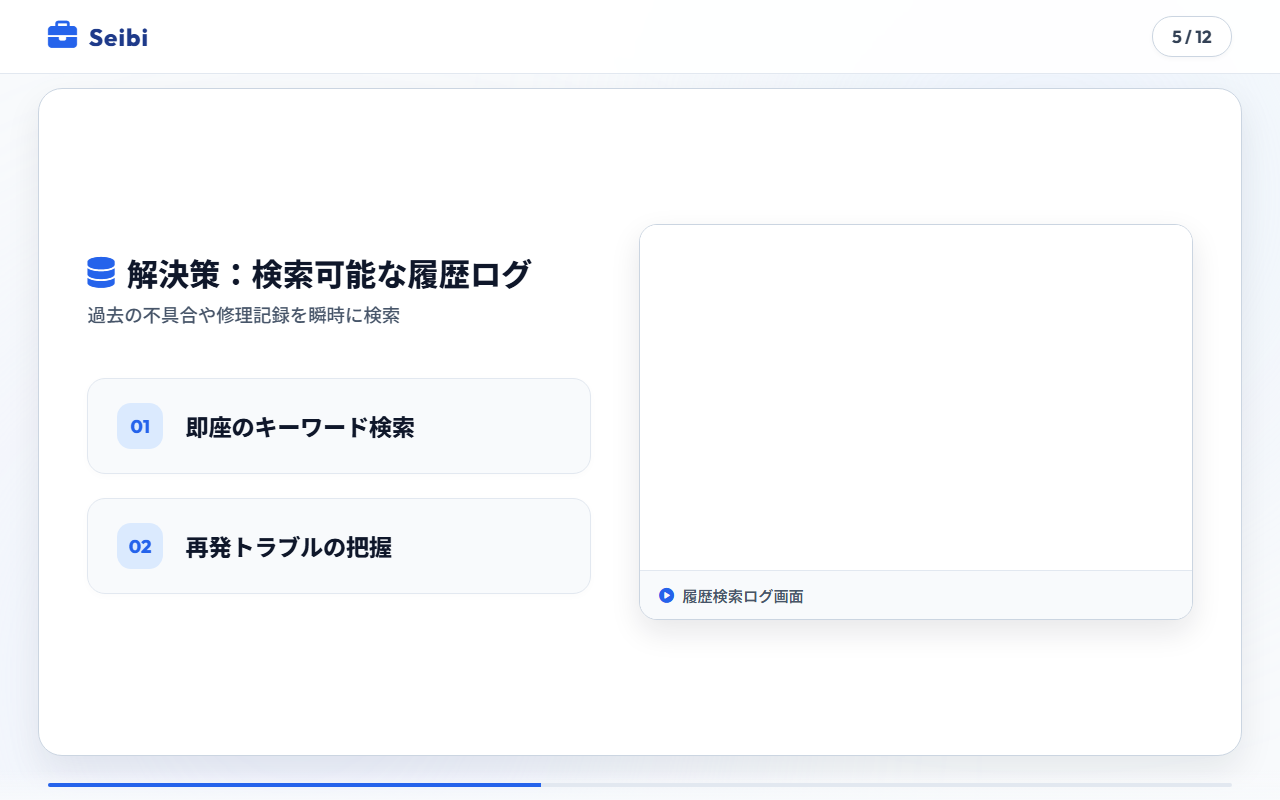 Seibi
5 / 12
解決策：検索可能な履歴ログ
過去の不具合や修理記録を瞬時に検索
01
即座のキーワード検索
02
再発トラブルの把握
履歴検索ログ画面